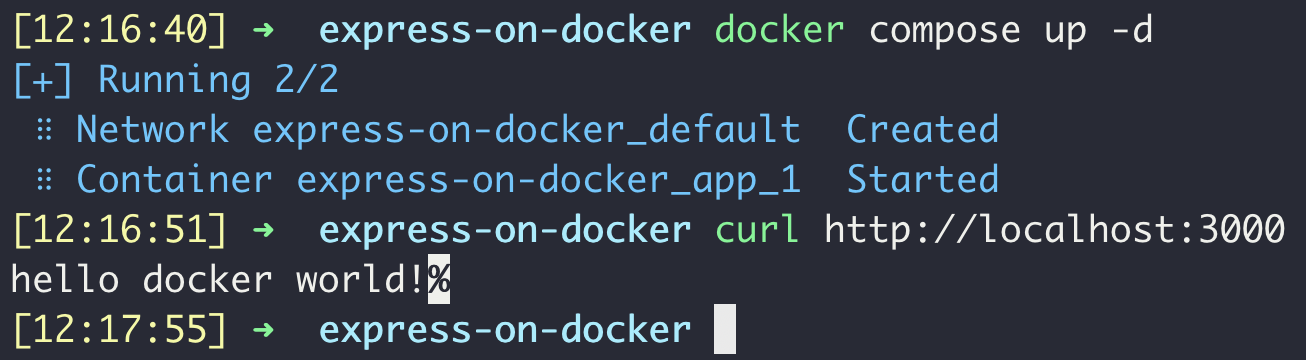 [12:16:40] ➜  express-on-docker docker compose up -d
[+] Running 2/2
 ⠿ Network express-on-docker_default  Created
 ⠿ Container express-on-docker_app_1  Started
[12:16:51] ➜  express-on-docker curl http://localhost:3000
hello docker world!%
[12:17:55] ➜  express-on-docker